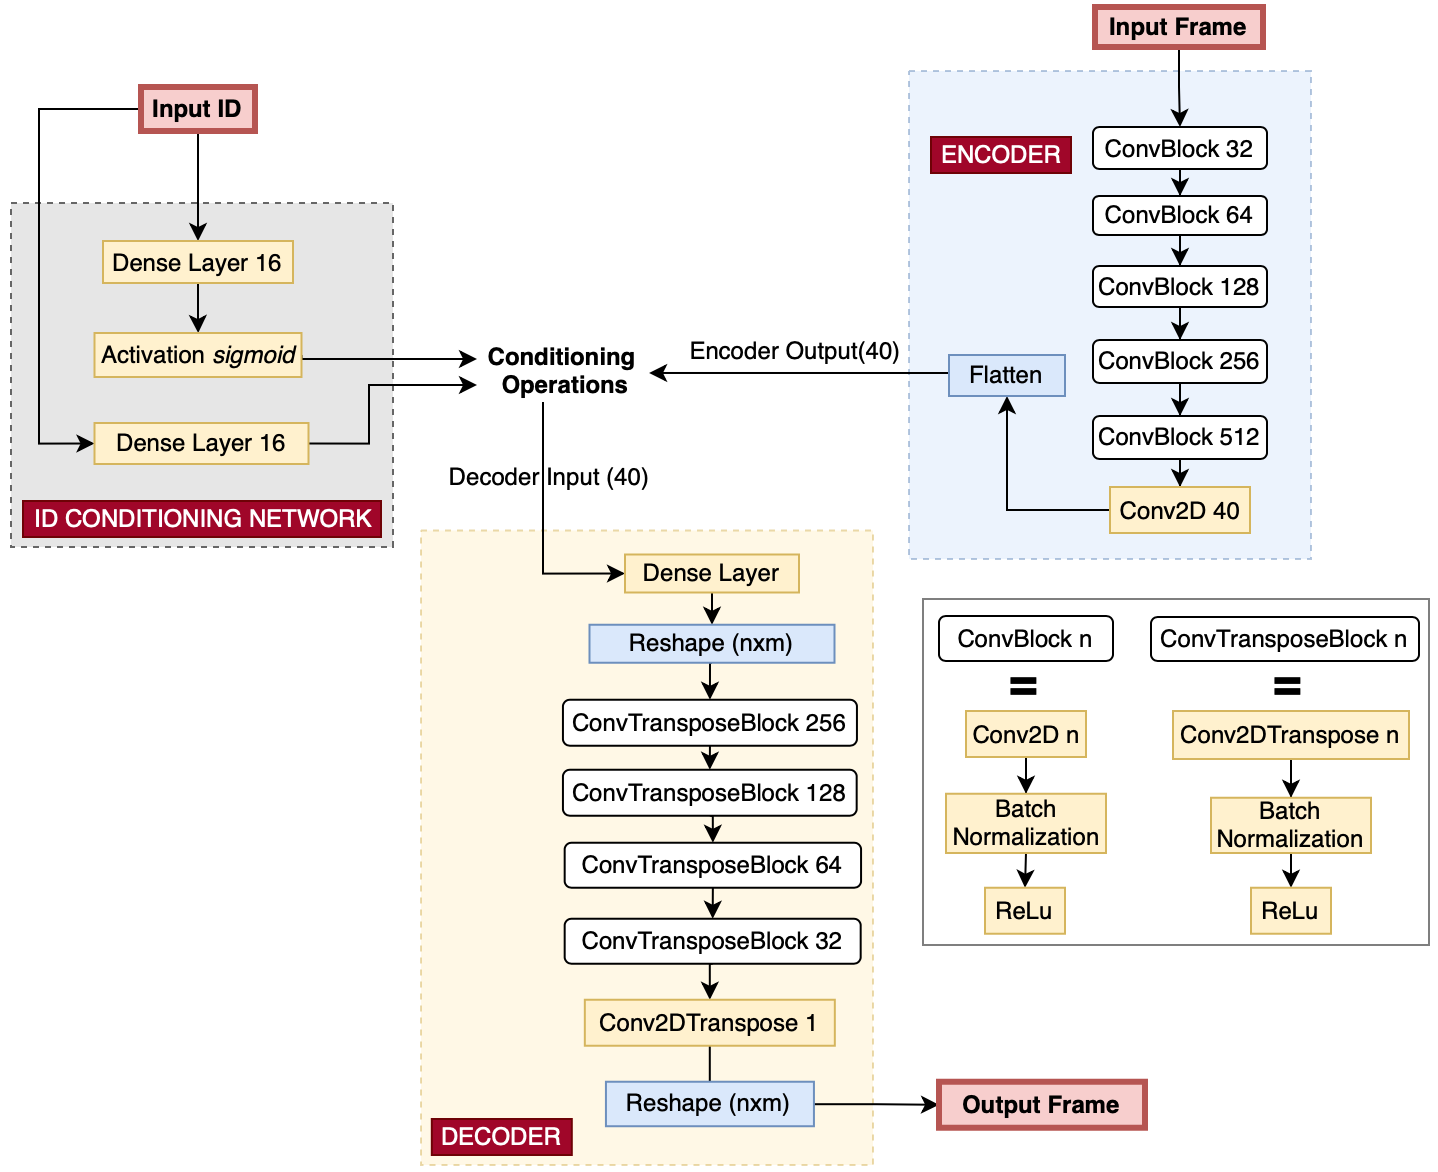 Input Frame
Input ID
ENCODER
ConvBlock 32
ConvBlock 64
ConvBlock 128
ConvBlock 256
ConvBlock 512
Conv2D 40
Flatten
Encoder Output(40)
Dense Layer 16
Activation sigmoid
Dense Layer 16
ID CONDITIONING NETWORK
Conditioning
Operations
Decoder Input (40)
Dense Layer
Reshape (nxm)
ConvTransposeBlock 256
ConvTransposeBlock 128
ConvTransposeBlock 64
ConvTransposeBlock 32
Conv2DTranspose 1
Reshape (nxm)
DECODER
Output Frame
ConvBlock n
=
Conv2D n
Batch
Normalization
ReLu
ConvTransposeBlock n
=
Conv2DTranspose n
Batch
Normalization
ReLu